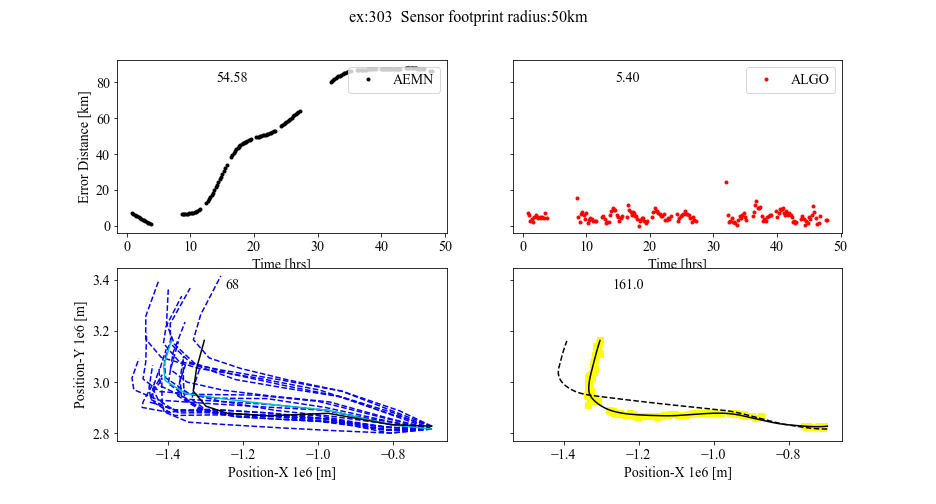 ex:303  Sensor footprint radius:50km
54.58
AEMN
5.40
ALGO
Error Distance [km]
80
60
40
20
0
0 10 20 30 40 50
0 10 20 30 40 50
Time [hrs]
Time [hrs]
68
161.0
Position-Y 1e6 [m]
3.4
3.2
3.0
2.8
−1.4 −1.2 −1.0 −0.8
−1.4 −1.2 −1.0 −0.8
Position-X 1e6 [m]
Position-X 1e6 [m]